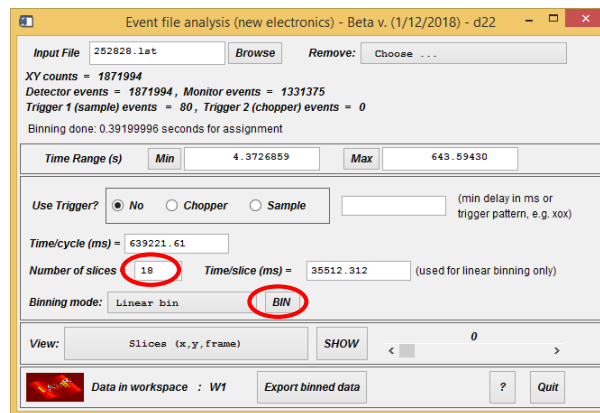 Event file analysis (new electronics) - Beta v. (1/12/2018) - d22
Input File 252828.lst Browse Remove: Choose ...
XY counts = 1871994
Detector events = 1871994 , Monitor events = 1331375
Trigger 1 (sample) events = 80 , Trigger 2 (chopper) events = 0
Binning done: 0.39199996 seconds for assignment
Time Range (s) Min 4.3726859 Max 643.59430
Use Trigger? No Chopper Sample (min delay in ms or
trigger pattern, e.g. xox)
Time/cycle (ms) = 639221.61
Number of slices = 18 Time/slice (ms) = 35512.312 (used for linear binning only)
Binning mode: Linear bin BIN
View: Slices (x,y,frame) SHOW 0
Data in workspace : W1 Export binned data ? Quit